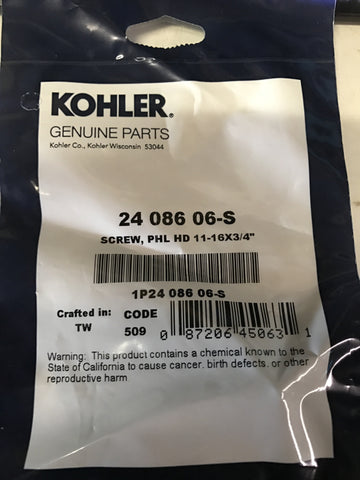 KOHLER®
GENUINE PARTS
Kohler Co., Kohler Wisconsin 53044
24 086 06-S
SCREW, PHL HD 11-16X3/4"
1P24 086 06-S
Crafted in: CODE
TW 509
0 87206 45063 1
Warning: This product contains a chemical known to the
State of California to cause cancer, birth defects, or other
reproductive harm.